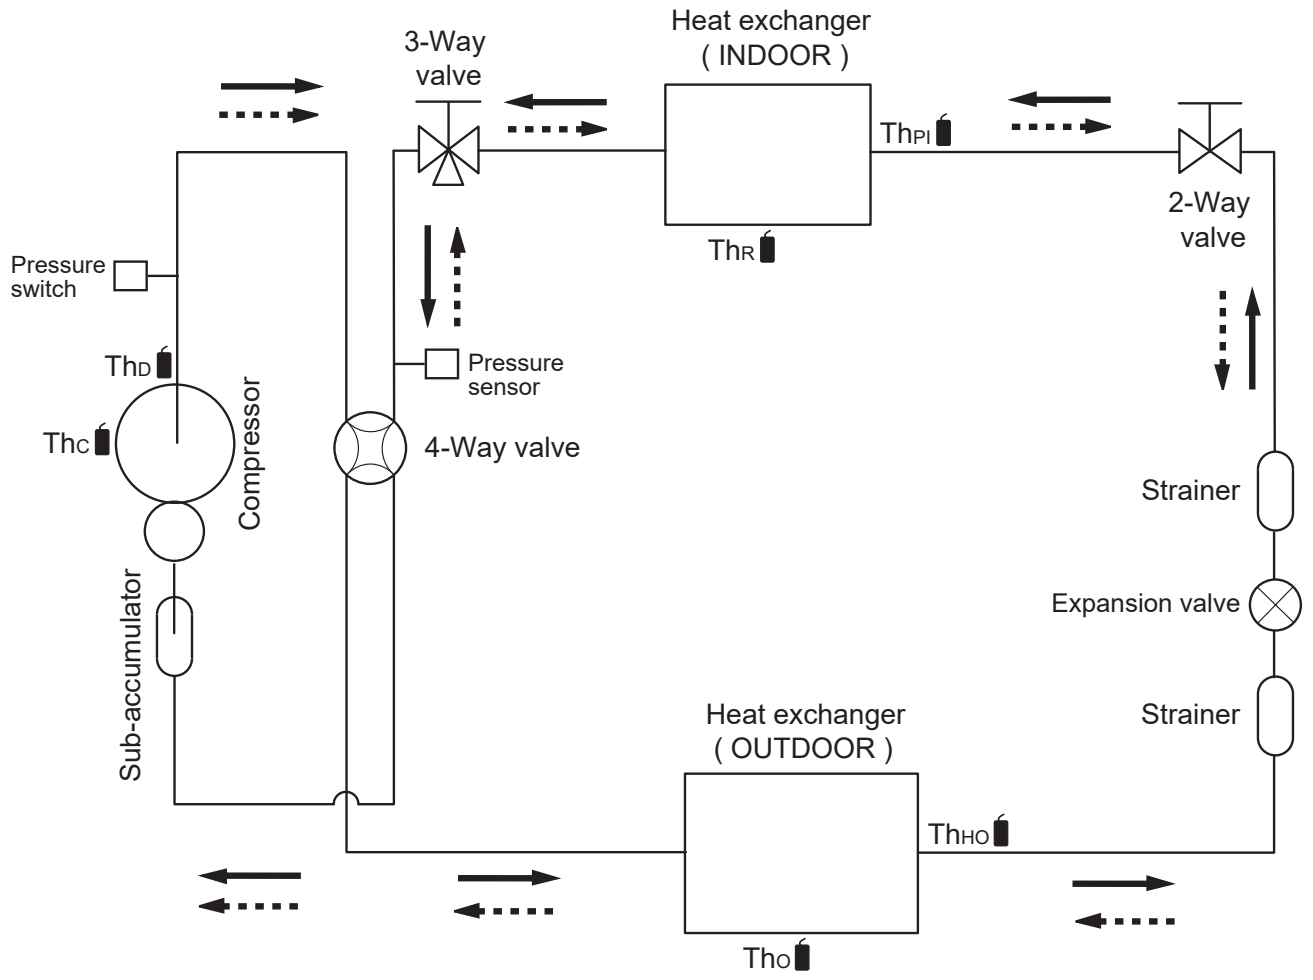 Heat exchanger
( INDOOR )
3-Way
valve
ThPI
2-Way
valve
ThR
Pressure
switch
ThD
Pressure
sensor
ThC
Compressor
4-Way valve
Strainer
Expansion valve
Sub-accumulator
Strainer
Heat exchanger
( OUTDOOR )
ThHO
ThO